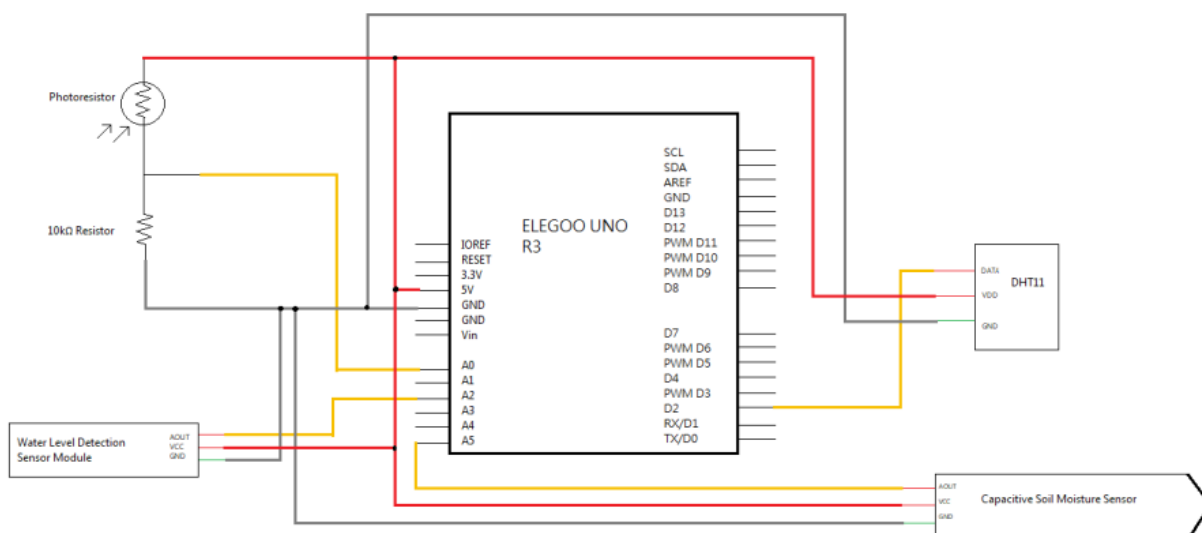 Photoresistor
10kΩ Resistor
ELEGOO UNO
R3
IOREF
RESET
3.3V
5V
GND
GND
Vin
A0
A1
A2
A3
A4
A5
SCL
SDA
AREF
GND
D13
D12
PWM D11
PWM D10
PWM D9
D8
D7
PWM D6
PWM D5
D4
PWM D3
D2
RX/D1
TX/D0
DATA
VDD
GND
DHT11
Water Level Detection
Sensor Module
AOUT
VCC
GND
AOUT
VCC
GND
Capacitive Soil Moisture Sensor